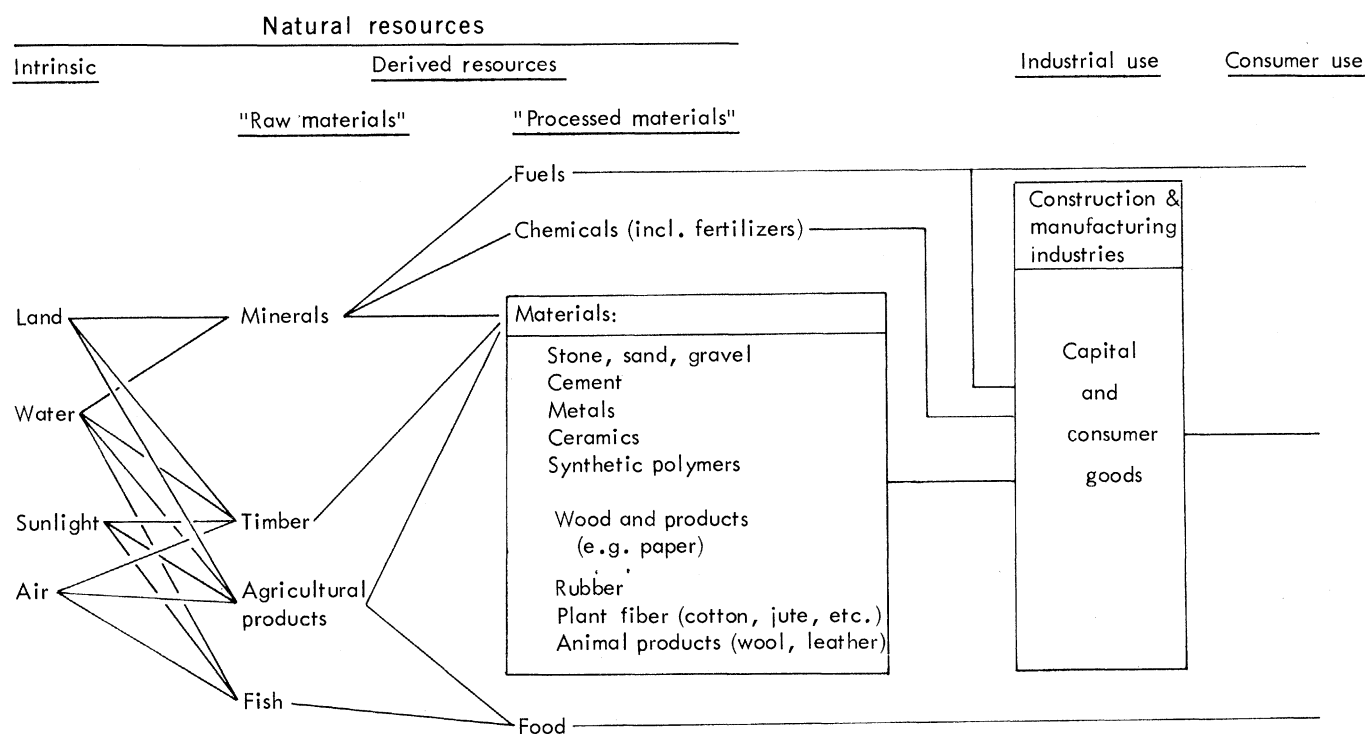 Natural resources
Intrinsic
Derived resources
Industrial use
Consumer use
"Raw materials"
"Processed materials"
Fuels
Chemicals (incl. fertilizers)
Construction &
manufacturing
industries
Land
Minerals
Materials:
Stone, sand, gravel
Cement
Metals
Ceramics
Synthetic polymers
Capital
and
consumer
goods
Water
Sunlight
Timber
Wood and products
(e.g. paper)
Air
Agricultural
products
Rubber
Plant fiber (cotton, jute, etc.)
Animal products (wool, leather)
Fish
Food